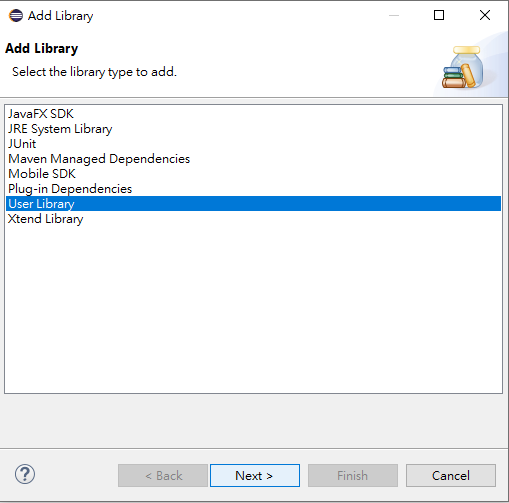 Add Library
Add Library
Select the library type to add.
JavaFX SDK
JRE System Library
JUnit
Maven Managed Dependencies
Mobile SDK
Plug-in Dependencies
User Library
Xtend Library
?
< Back
Next >
Finish
Cancel